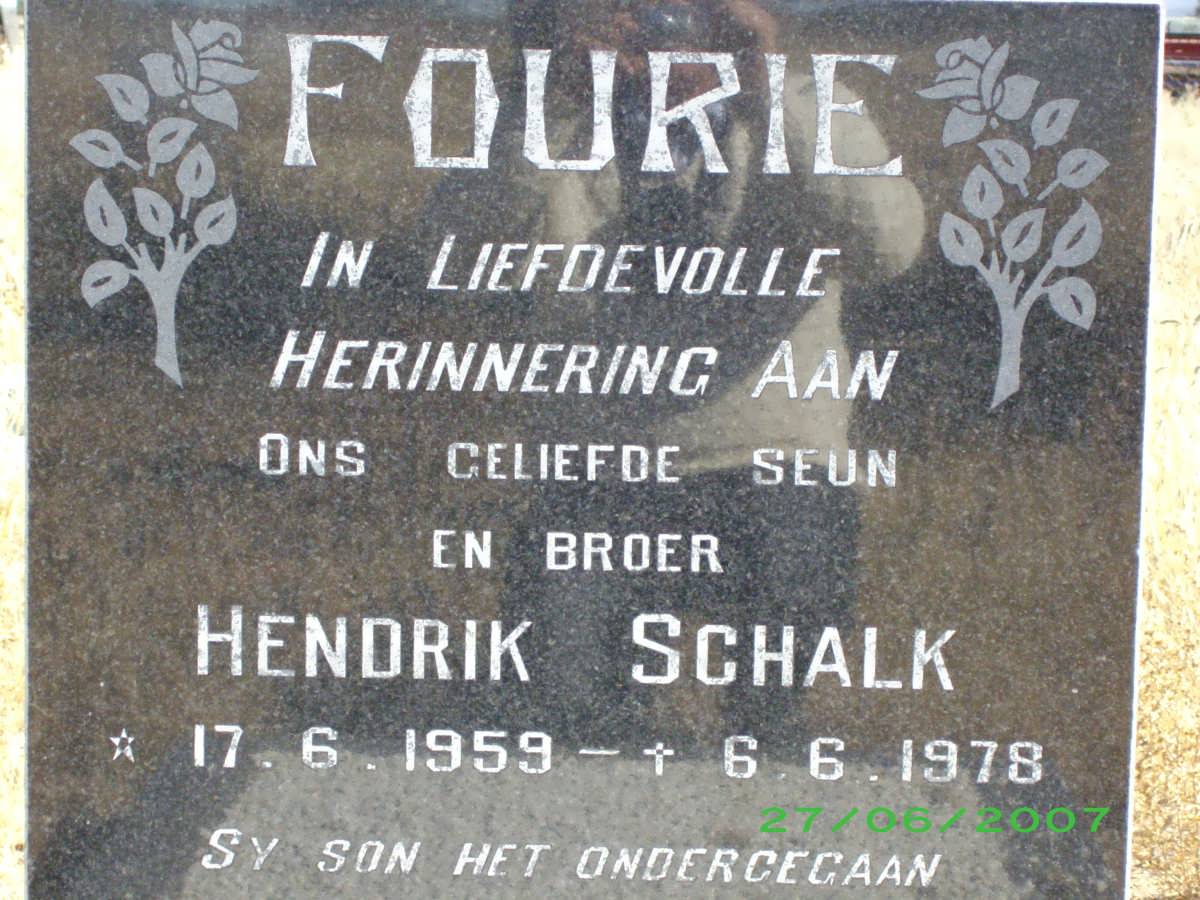 FOURIE
IN LIEFDEVOLLE
HERINNERING AAN
ONS GELIEFDE SEUN
EN BROER
HENDRIK SCHALK
☆ 17.6.1959 – † 6.6.1978
27/06/2007
SY SON HET ONDERGEGAAN